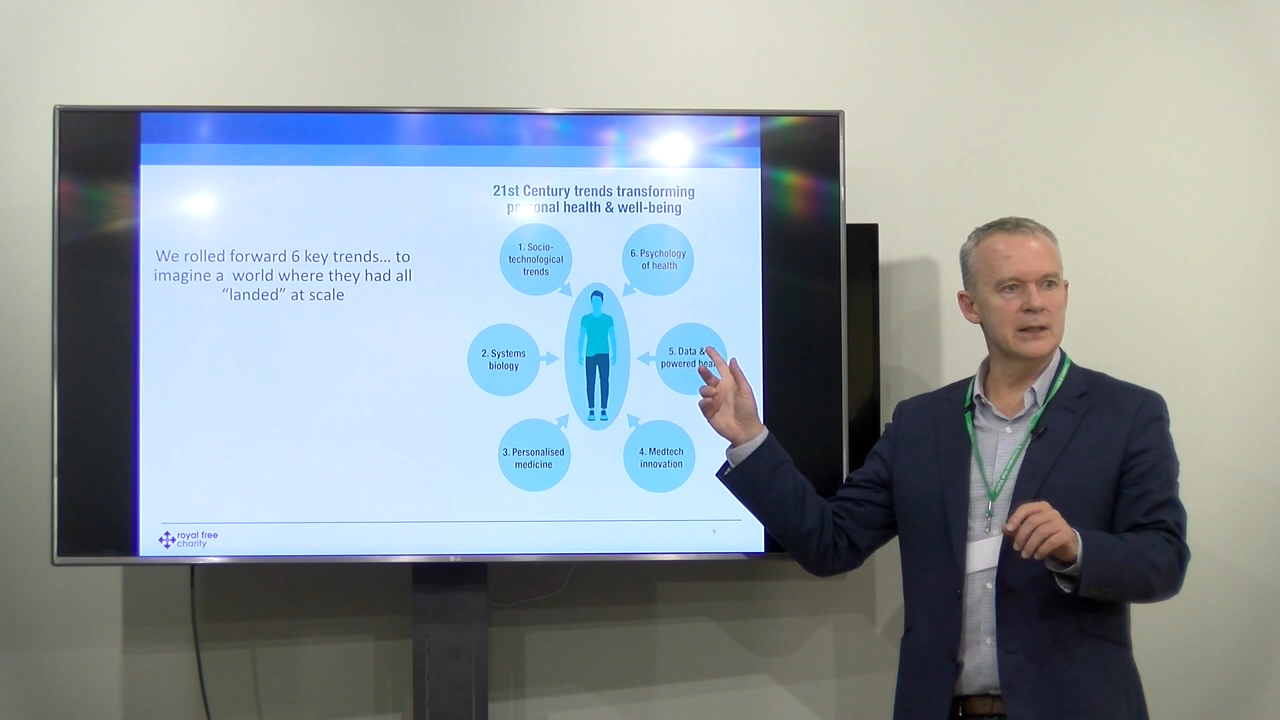 21st Century trends transforming
personal health & well-being
We rolled forward 6 key trends... to
imagine a world where they had all
“landed” at scale
1. Socio-
technological
trends
6. Psychology
of health
2. Systems
biology
5. Data &
powered
3. Personalised
medicine
4. Medtech
innovation
royal free
charity
9